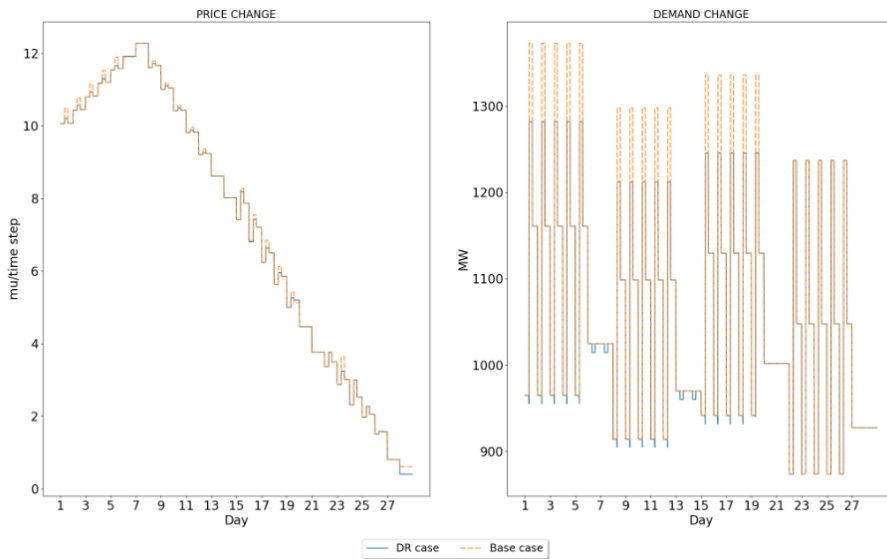 PRICE CHANGE
12
10
8
6
4
2
0
mu/time step
1 3 5 7 9 11 13 15 17 19 21 23 25 27
Day
DEMAND CHANGE
1300
1200
1100
1000
900
MW
1 3 5 7 9 11 13 15 17 19 21 23 25 27
Day
DR case Base case